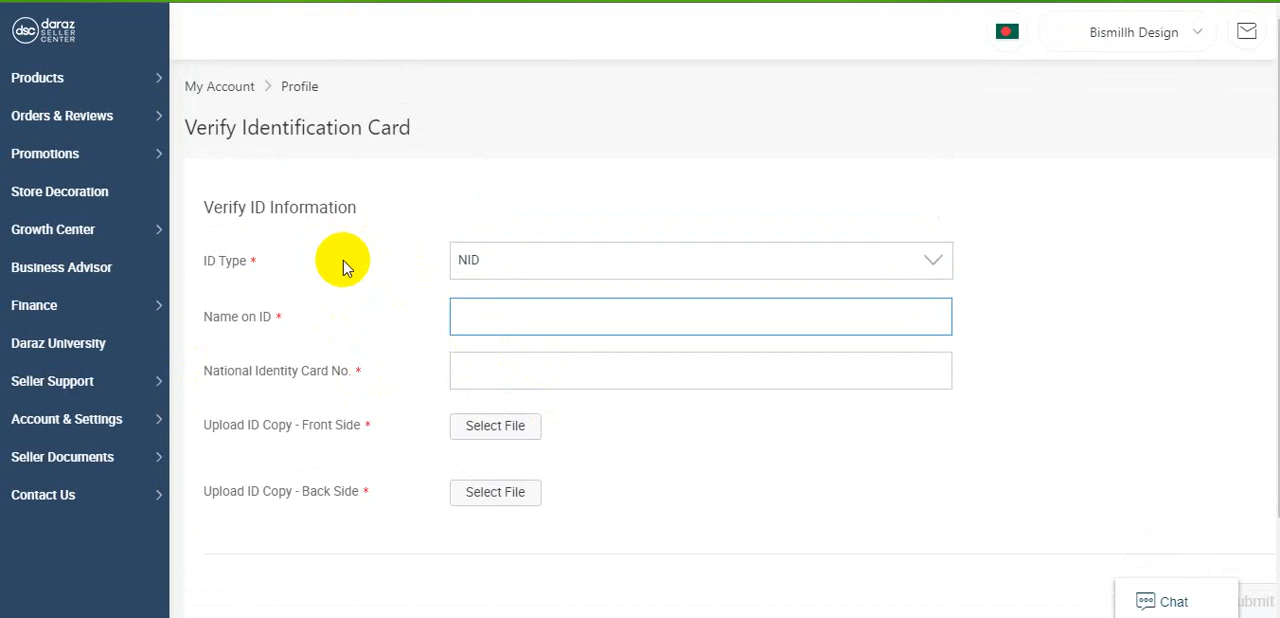 dsc daraz
SELLER
CENTER
Bismillh Design
Products
Orders & Reviews
Promotions
Store Decoration
Growth Center
Business Advisor
Finance
Daraz University
Seller Support
Account & Settings
Seller Documents
Contact Us
My Account > Profile
Verify Identification Card
Verify ID Information
ID Type * NID
Name on ID *
National Identity Card No. *
Upload ID Copy - Front Side * Select File
Upload ID Copy - Back Side * Select File
Chat
ubmit